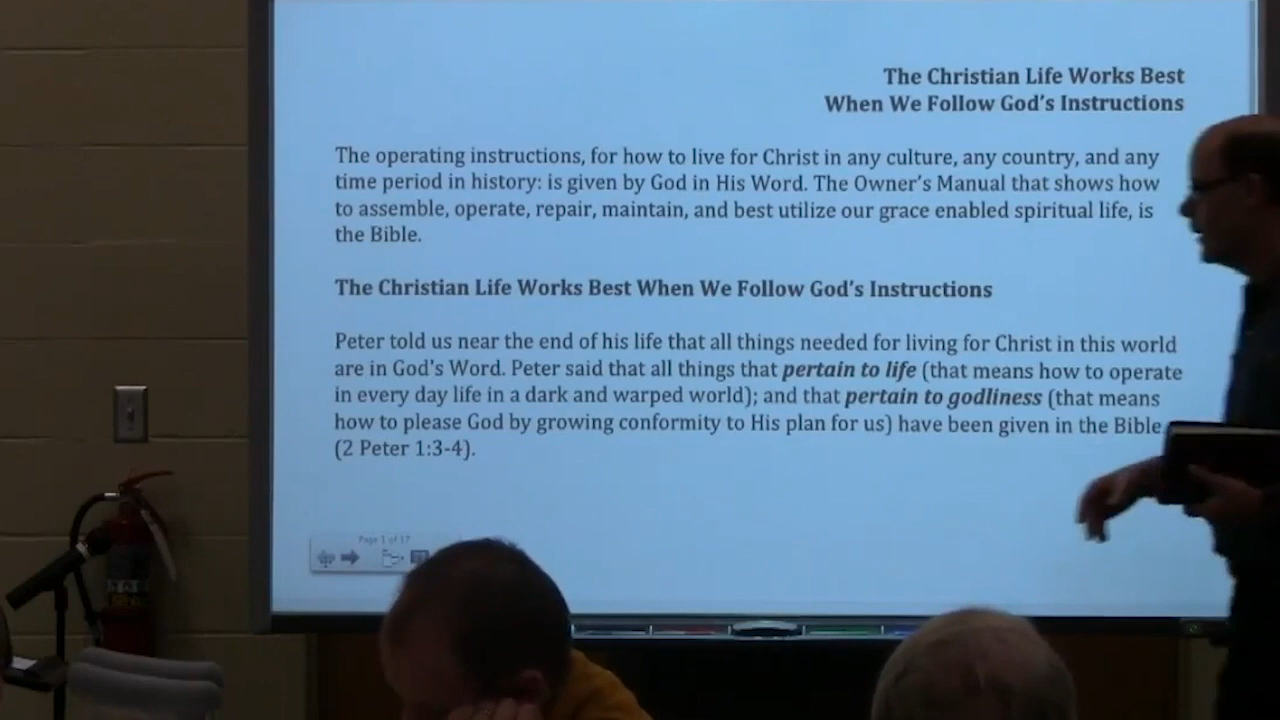 The Christian Life Works Best
When We Follow God's Instructions
The operating instructions, for how to live for Christ in any culture, any country, and any
time period in history: is given by God in His Word. The Owner's Manual that shows how
to assemble, operate, repair, maintain, and best utilize our grace enabled spiritual life, is
the Bible.
The Christian Life Works Best When We Follow God's Instructions
Peter told us near the end of his life that all things needed for living for Christ in this world
are in God's Word. Peter said that all things that pertain to life (that means how to operate
in every day life in a dark and warped world); and that pertain to godliness (that means
how to please God by growing conformity to His plan for us) have been given in the Bible
(2 Peter 1:3-4).
Page 1 of 17